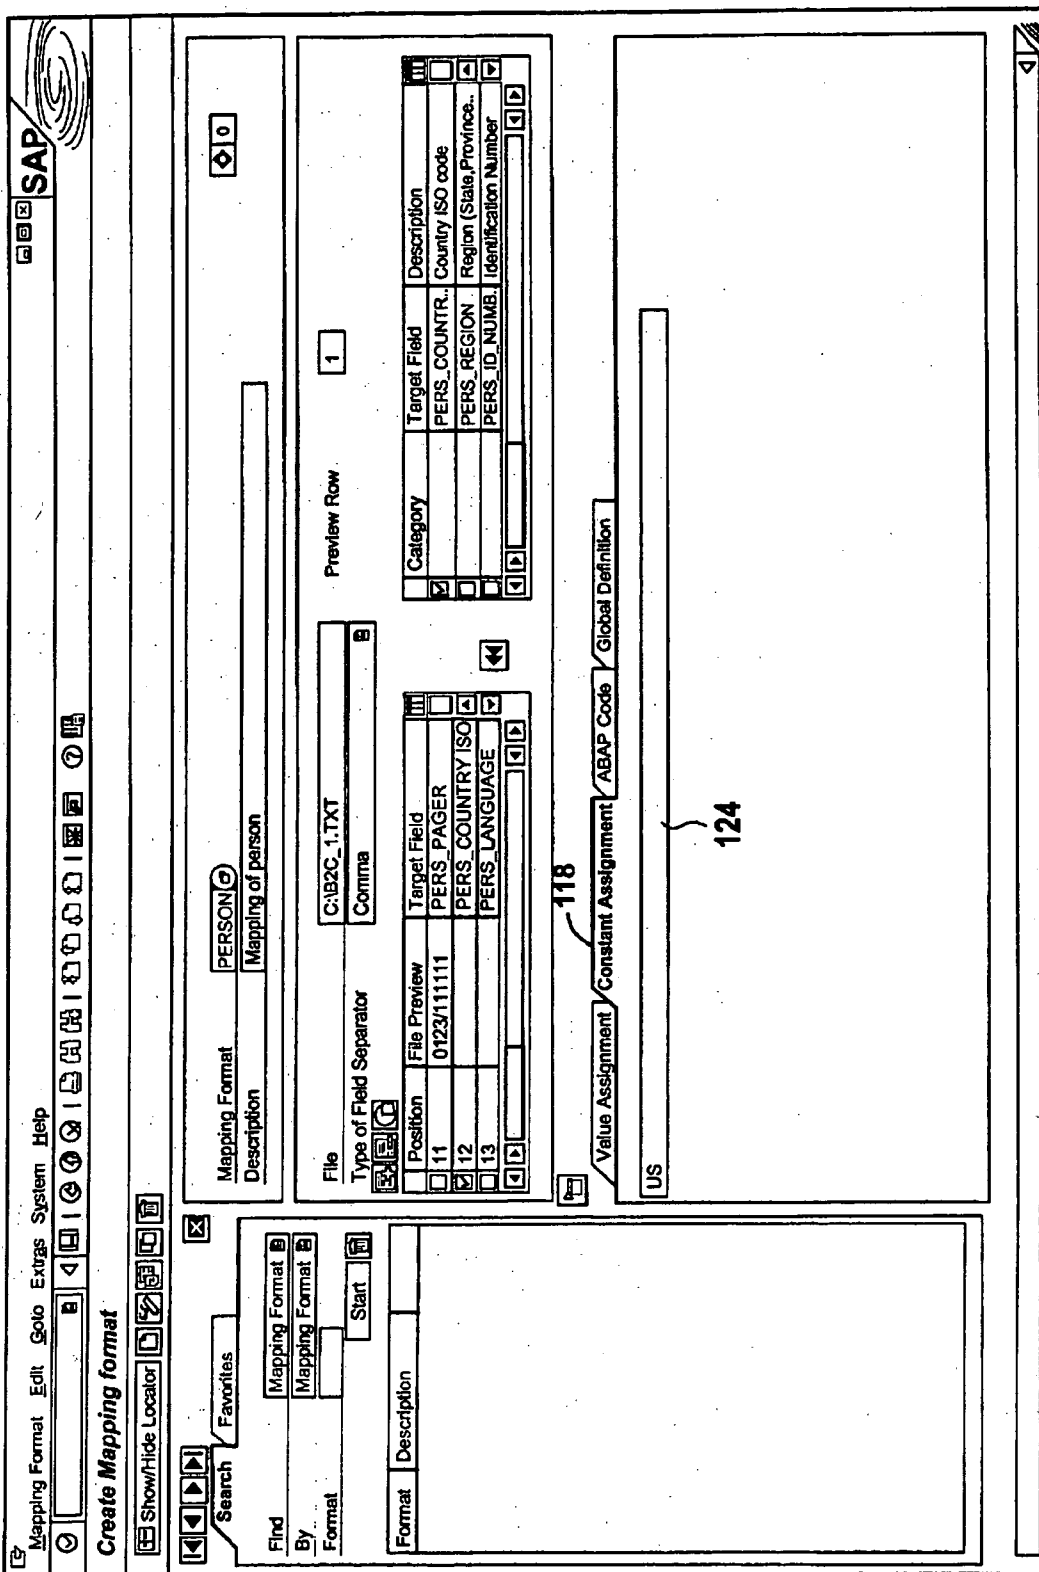 SAP
Mapping Format Edit Goto Extras System Help
Create Mapping format
Show/Hide Locator
Search Favorites
Find Mapping Format
By Mapping Format
Format
Start
Format Description
Mapping Format PERSON
Description Mapping of person
0
File C:\B2C_1.TXT Preview Row 1
Type of Field Separator Comma
Position File Preview Target Field
11 0123/111111 PERS_PAGER
12 PERS_COUNTRY ISO
13 PERS_LANGUAGE
Category Target Field Description
PERS_COUNTR.. Country ISO code
PERS_REGION Region (State,Province..
PERS_ID_NUMB.. Identification Number
118
Value Assignment Constant Assignment ABAP Code Global Definition
US
124